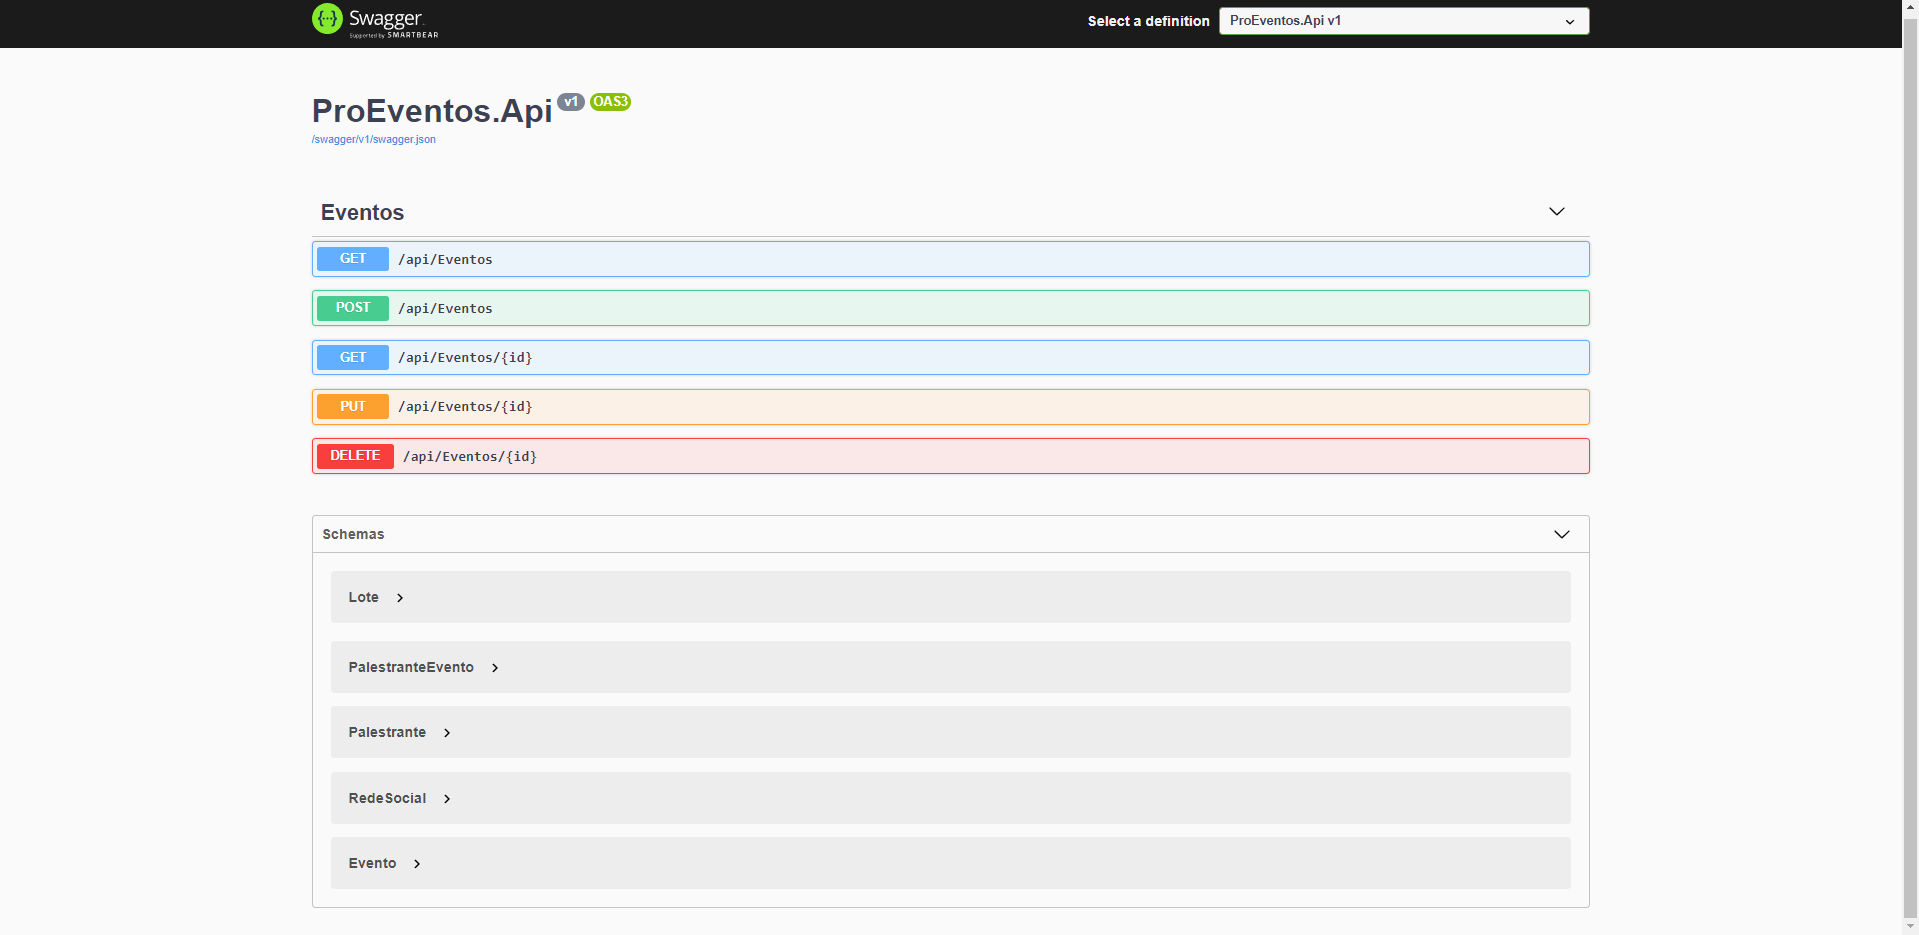 Swagger
Supported by SMARTBEAR
Select a definition
ProEventos.Api v1
ProEventos.Api v1 OAS3
/swagger/v1/swagger.json
Eventos
GET /api/Eventos
POST /api/Eventos
GET /api/Eventos/{id}
PUT /api/Eventos/{id}
DELETE /api/Eventos/{id}
Schemas
Lote
PalestranteEvento
Palestrante
RedeSocial
Evento